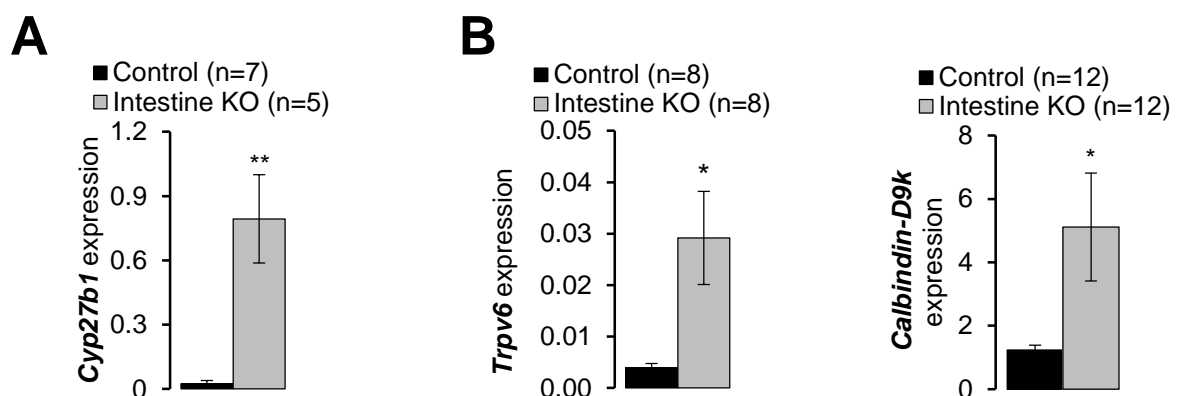 A
Control (n=7)
Intestine KO (n=5)
1.2
0.9
0.6
0.3
0
Cyp27b1 expression
**
B
Control (n=8)
Intestine KO (n=8)
0.05
0.04
0.03
0.02
0.01
0.00
Trpv6 expression
*
Control (n=12)
Intestine KO (n=12)
8
6
4
2
0
Calbindin-D9k
expression
*